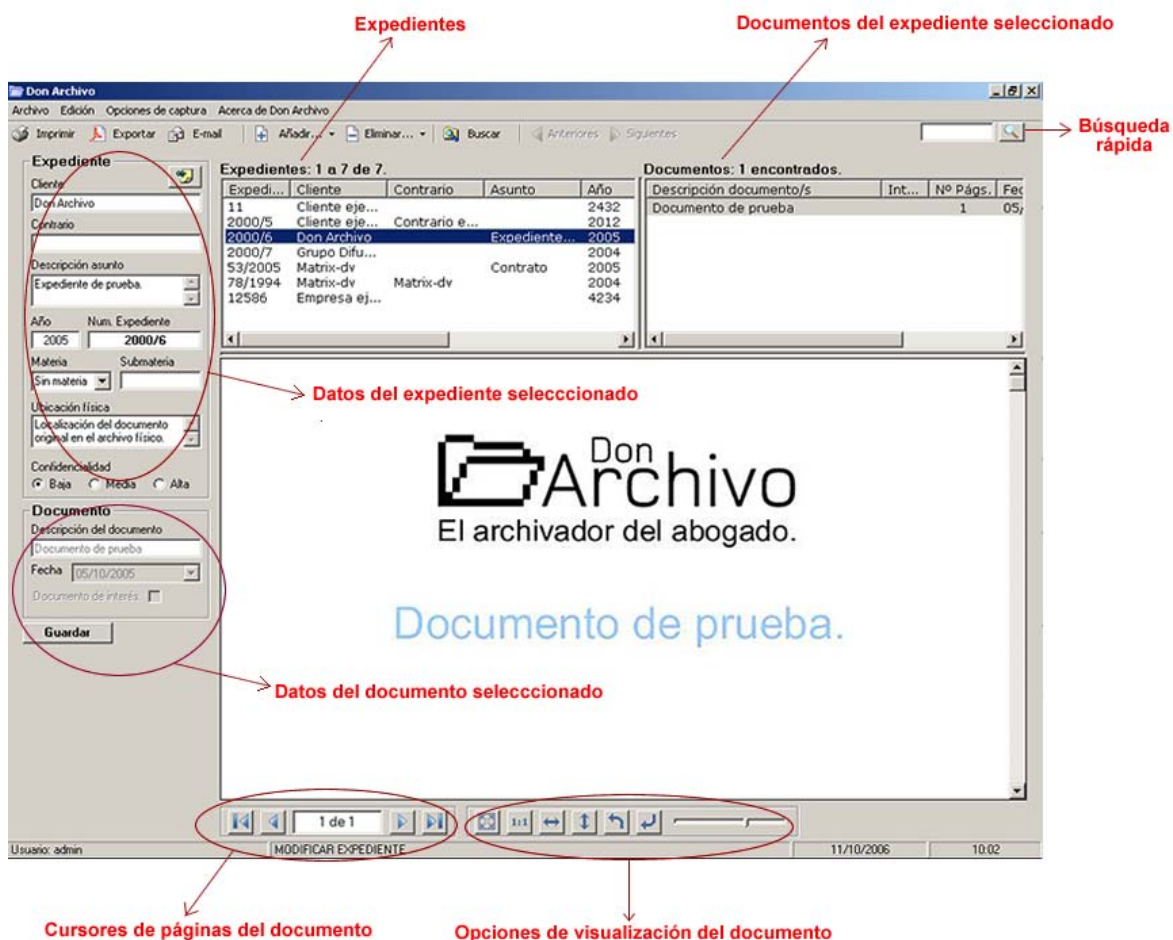 Expedientes
Documentos del expediente seleccionado
Don Archivo
Archivo Edición Opciones de captura Acerca de Don Archivo
Imprimir Exportar E-mail Añadir... Eliminar... Buscar Anteriores Siguientes
Búsqueda
rápida
Expediente
Cliente
Don Archivo
Contrario
Descripción asunto
Expediente de prueba.
Año Num. Expediente
2005 2000/6
Materia Submateria
Sin materia
Ubicación física
Localización del documento
original en el archivo físico.
Confidencialidad
Baja Media Alta
Documento
Descripción del documento
Documento de prueba
Fecha 05/10/2005
Documento de interés
Guardar
Expedientes: 1 a 7 de 7.
Expedi... Cliente Contrario Asunto Año
11 Cliente eje... 2432
2000/5 Cliente eje... Contrario e... 2012
2000/6 Don Archivo Expediente... 2005
2000/7 Grupo Difu... 2004
53/2005 Matrix-dv Contrato 2005
78/1994 Matrix-dv Matrix-dv 2004
12586 Empresa ej... 4234
Documentos: 1 encontrados.
Descripción documento/s Int... Nº Págs. Fec
Documento de prueba 1 05/
Datos del expediente selecccionado
Don
Archivo
El archivador del abogado.
Documento de prueba.
Datos del documento selecccionado
1 de 1
1:1
Usuario: admin MODIFICAR EXPEDIENTE 11/10/2006 10:02
Cursores de páginas del documento
Opciones de visualización del documento